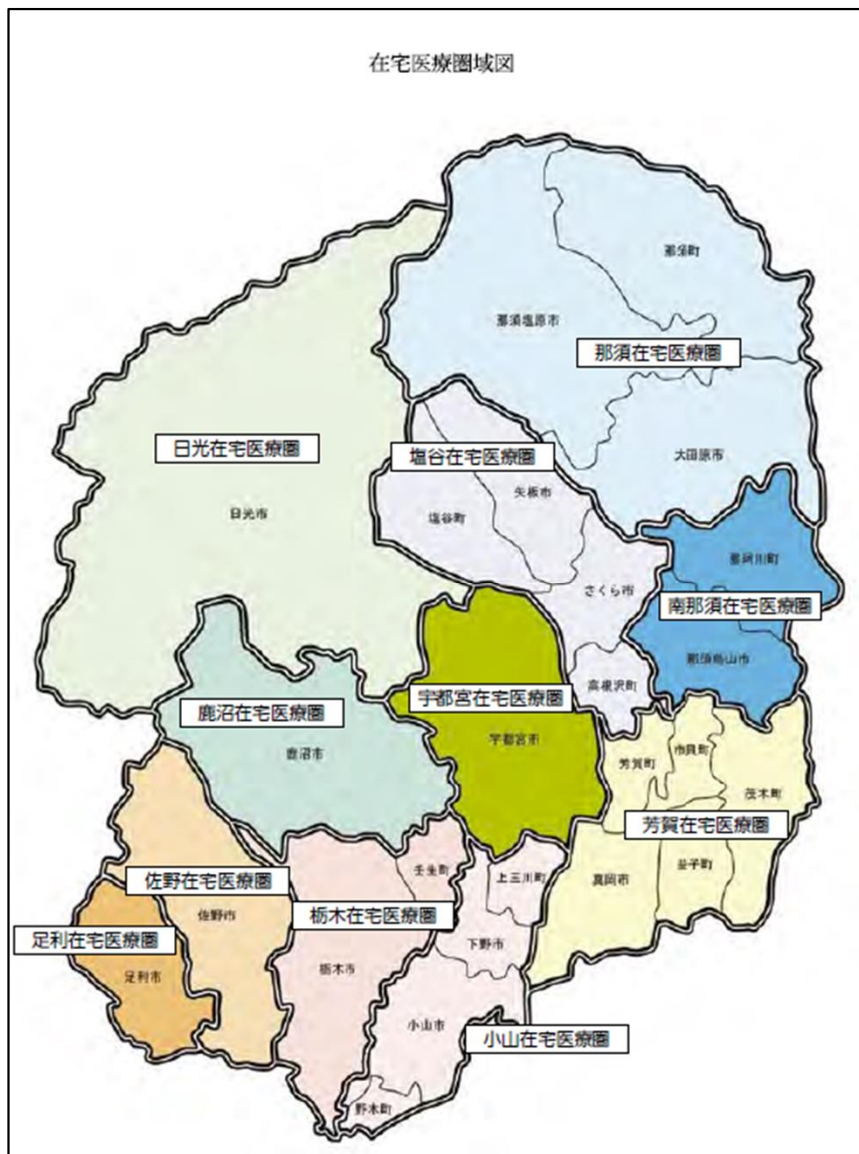 在宅医療圏域図
那須町
那須塩原市
那須在宅医療圏
大田原市
日光在宅医療圏
塩谷在宅医療圏
矢板市
日光市
塩谷町
那珂川町
さくら市
南那須在宅医療圏
那須烏山市
高根沢町
鹿沼在宅医療圏
宇都宮在宅医療圏
宇都宮市
鹿沼市
芳賀町
市貝町
茂木町
芳賀在宅医療圏
壬生町
上三川町
真岡市
益子町
佐野在宅医療圏
佐野市
栃木在宅医療圏
足利在宅医療圏
下野市
足利市
栃木市
小山市
小山在宅医療圏
野木町